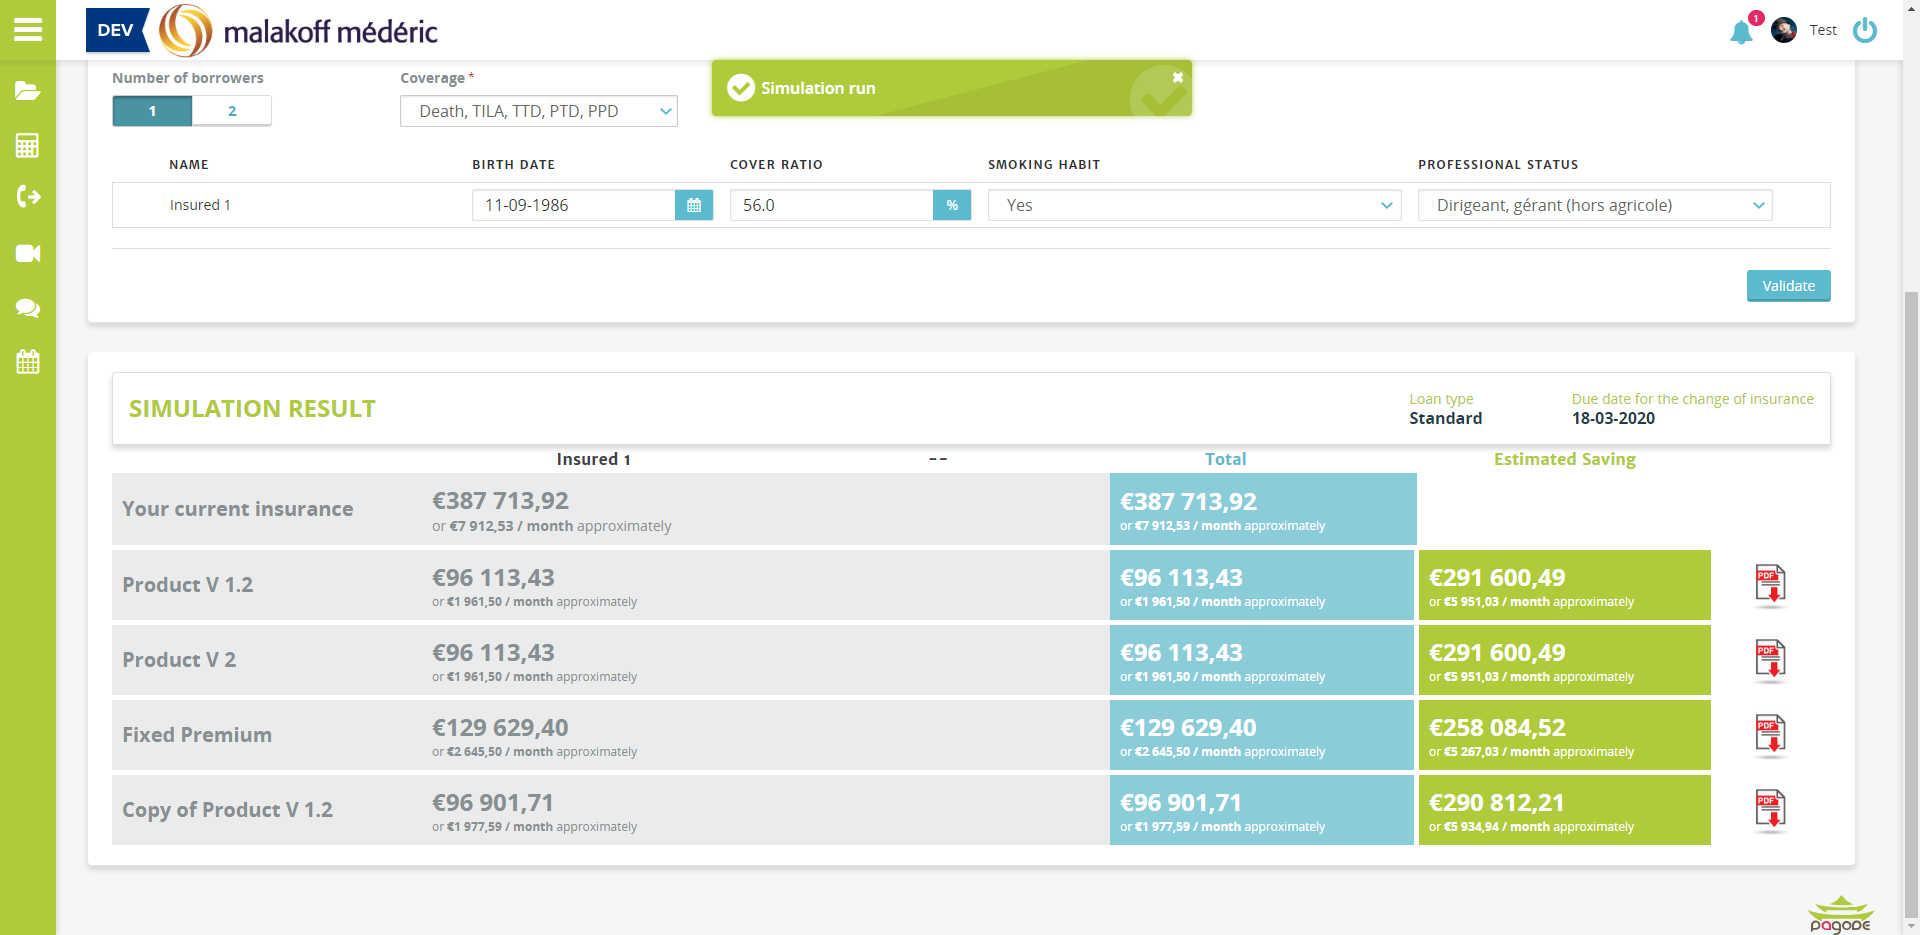 DEV malakoff médéric 1 Test
Number of borrowers Coverage *
Simulation run
1 2 Death, TILA, TTD, PTD, PPD
NAME BIRTH DATE COVER RATIO SMOKING HABIT PROFESSIONAL STATUS
Insured 1 11-09-1986 56.0 % Yes Dirigeant, gérant (hors agricole)
Validate
SIMULATION RESULT
Loan type Due date for the change of insurance
Standard 18-03-2020
Insured 1 -- Total Estimated Saving
Your current insurance
€387 713,92 €387 713,92
or €7 912,53 / month approximately or €7 912,53 / month approximately
Product V 1.2
€96 113,43 €96 113,43 €291 600,49 PDF
or €1 961,50 / month approximately or €1 961,50 / month approximately or €5 951,03 / month approximately
Product V 2
€96 113,43 €96 113,43 €291 600,49 PDF
or €1 961,50 / month approximately or €1 961,50 / month approximately or €5 951,03 / month approximately
Fixed Premium
€129 629,40 €129 629,40 €258 084,52 PDF
or €2 645,50 / month approximately or €2 645,50 / month approximately or €5 267,03 / month approximately
Copy of Product V 1.2
€96 901,71 €96 901,71 €290 812,21 PDF
or €1 977,59 / month approximately or €1 977,59 / month approximately or €5 934,94 / month approximately
pagode